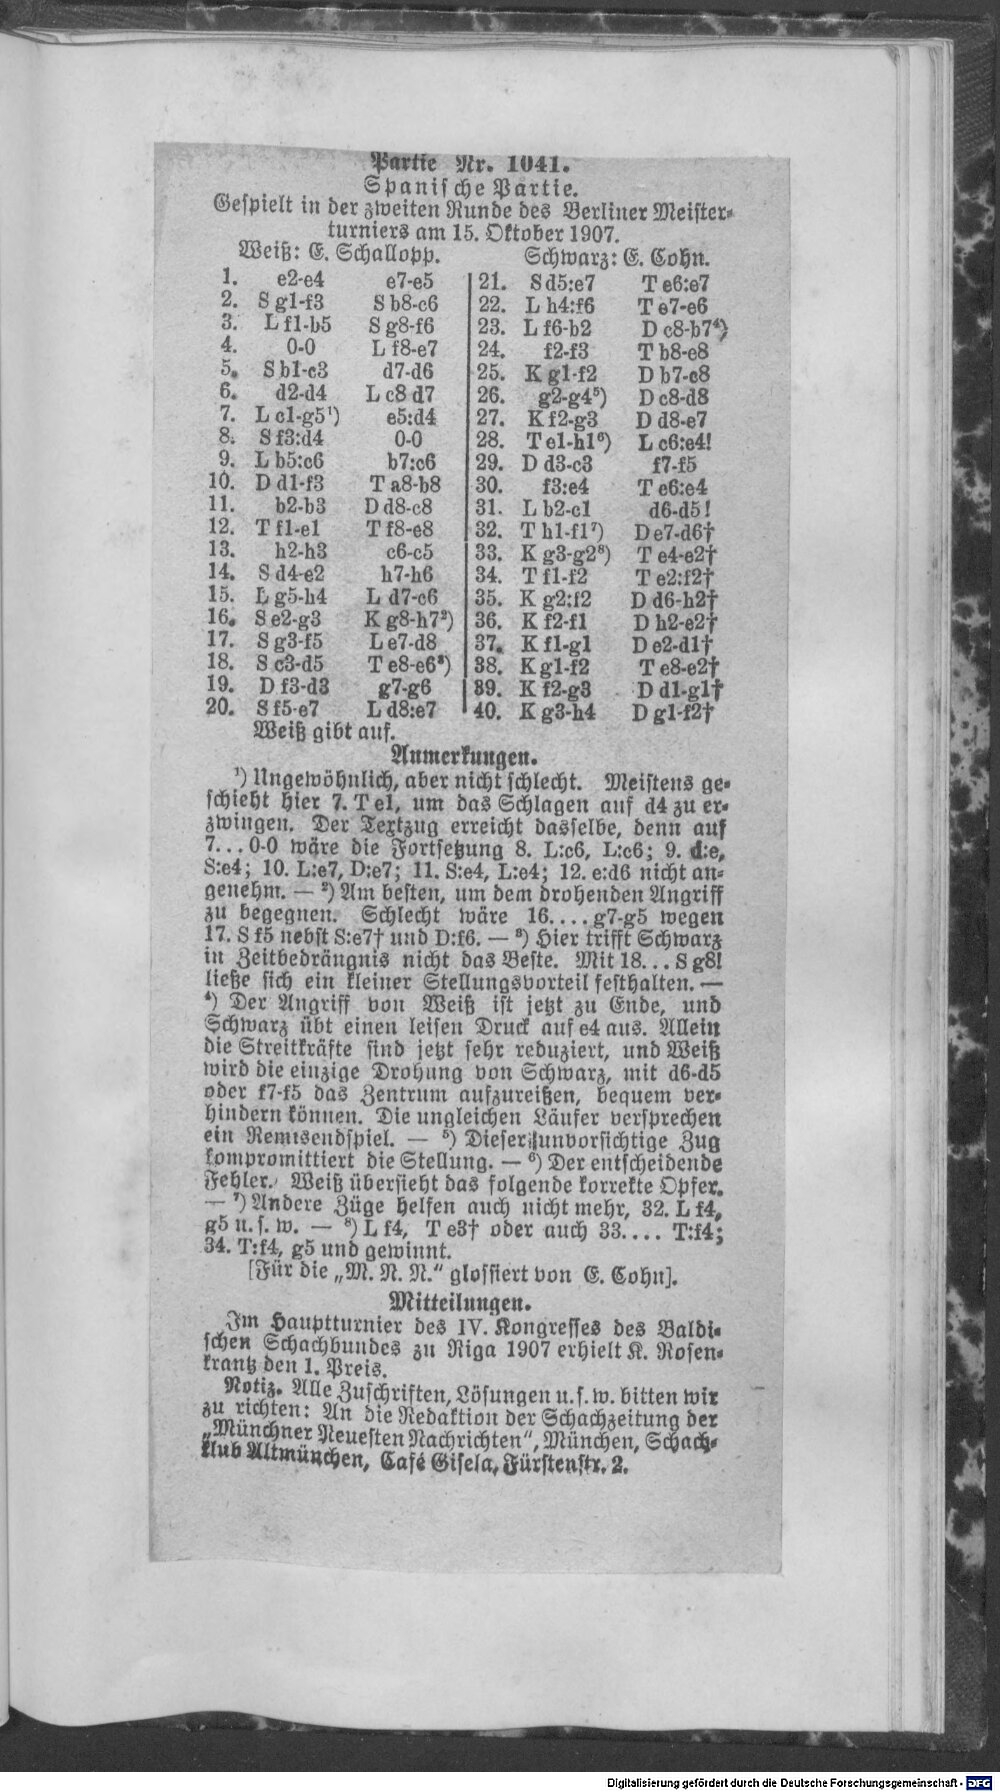 Partie Nr. 1041.
Spanische Partie.
Gespielt in der zweiten Runde des Berliner Meister-
turniers am 15. Oktober 1907.
Weiß: E. Schallopp. Schwarz: E. Cohn.
1. e2-e4 e7-e5
2. S g1-f3 S b8-c6
3. L f1-b5 S g8-f6
4. 0-0 L f8-e7
5. S b1-c3 d7-d6
6. d2-d4 L c8 d7
7. L c1-g5¹) e5:d4
8. S f3:d4 0-0
9. L b5:c6 b7:c6
10. D d1-f3 T a8-b8
11. b2-b3 D d8-c8
12. T f1-e1 T f8-e8
13. h2-h3 c6-c5
14. S d4-e2 h7-h6
15. L g5-h4 L d7-c6
16. S e2-g3 K g8-h7²)
17. S g3-f5 L e7-d8
18. S c3-d5 T e8-e6³)
19. D f3-d3 g7-g6
20. S f5-e7 L d8:e7
21. S d5:e7 T e6:e7
22. L h4:f6 T e7-e6
23. L f6-b2 D c8-b7⁴)
24. f2-f3 T b8-e8
25. K g1-f2 D b7-c8
26. g2-g4⁵) D c8-d8
27. K f2-g3 D d8-e7
28. T e1-h1⁶) L c6:e4!
29. D d3-c3 f7-f5
30. f3:e4 T e6:e4
31. L b2-c1 d6-d5!
32. T h1-f1⁷) D e7-d6†
33. K g3-g2⁸) T e4-e2†
34. T f1-f2 T e2:f2†
35. K g2:f2 D d6-h2†
36. K f2-f1 D h2-e2†
37. K f1-g1 D e2-d1†
38. K g1-f2 T e8-e2†
39. K f2-g3 D d1-g1†
40. K g3-h4 D g1-f2†
Weiß gibt auf.
Anmerkungen.
¹) Ungewöhnlich, aber nicht schlecht. Meistens ge-
schieht hier 7. T e1, um das Schlagen auf d4 zu er-
zwingen. Der Textzug erreicht dasselbe, denn auf
7... 0-0 wäre die Fortsetzung 8. L:c6, L:c6; 9. d:e,
S:e4; 10. L:e7, D:e7; 11. S:e4, L:e4; 12. e:d6 nicht an-
genehm. — ²) Am besten, um dem drohenden Angriff
zu begegnen. Schlecht wäre 16.... g7-g5 wegen
17. S f5 nebst S:e7† und D:f6. — ³) Hier trifft Schwarz
in Zeitbedrängnis nicht das Beste. Mit 18... S g8!
ließe sich ein kleiner Stellungsvorteil festhalten. —
⁴) Der Angriff von Weiß ist jetzt zu Ende, und
Schwarz übt einen leisen Druck auf e4 aus. Allein
die Streitkräfte sind jetzt sehr reduziert, und Weiß
wird die einzige Drohung von Schwarz, mit d6-d5
oder f7-f5 das Zentrum aufzureißen, bequem ver-
hindern können. Die ungleichen Läufer versprechen
ein Remisendspiel. — ⁵) Dieser unvorsichtige Zug
kompromittiert die Stellung. — ⁶) Der entscheidende
Fehler. Weiß übersieht das folgende korrekte Opfer.
— ⁷) Andere Züge helfen auch nicht mehr, 32. L f4,
g5 u. s. w. — ⁸) L f4, T e3† oder auch 33.... T:f4;
34. T:f4, g5 und gewinnt.
[Für die „M. N. N.“ glossiert von E. Cohn].
Mitteilungen.
Im Hauptturnier des IV. Kongresses des Baldi-
schen Schachbundes zu Riga 1907 erhielt K. Rosen-
krantz den 1. Preis.
Notiz. Alle Zuschriften, Lösungen u. s. w. bitten wir
zu richten: An die Redaktion der Schachzeitung der
„Münchner Neuesten Nachrichten“, München, Schach-
klub Altmünchen, Café Gisela, Fürstenstr. 2.
Digitalisierung gefördert durch die Deutsche Forschungsgemeinschaft - DFG